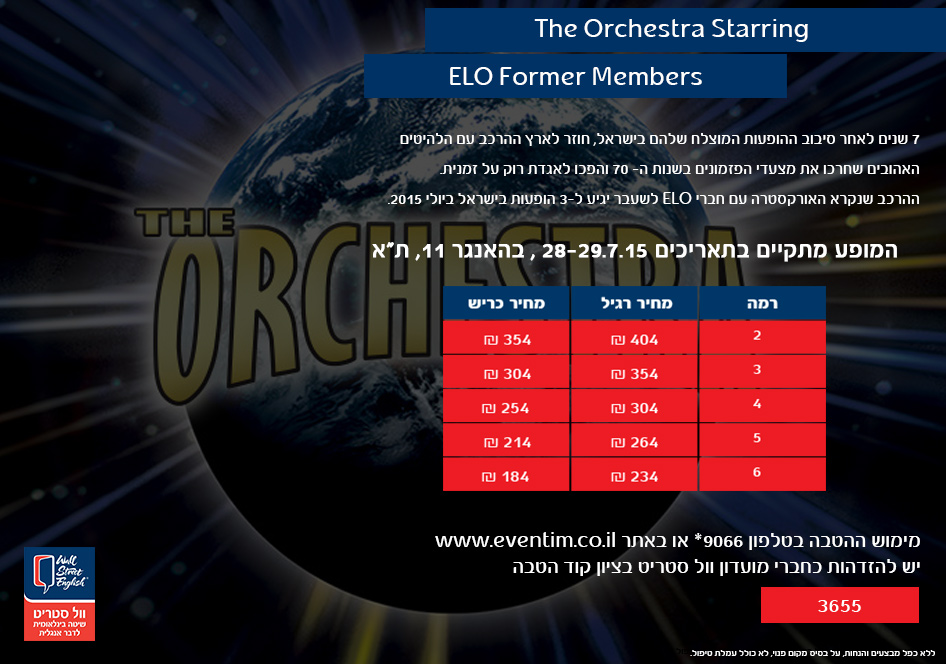 The Orchestra Starring
ELO Former Members
7 שנים לאחר סיבוב ההופעות המוצלח שלהם בישראל, חוזר לארץ ההרכב עם הלהיטים
האהובים שחרכו את מצעדי הפזמונים בשנות ה- 70 והפכו לאגדת רוק על זמנית.
ההרכב שנקרא האורקסטרה עם חברי ELO לשעבר יגיע ל-3 הופעות בישראל ביולי 2015.
THE
ORCHESTRA
המופע מתקיים בתאריכים 28-29.7.15 , בהאנגר 11, ת"א
רמה מחיר רגיל מחיר כריש
2 404 ₪ 354 ₪
3 354 ₪ 304 ₪
4 304 ₪ 254 ₪
5 264 ₪ 214 ₪
6 234 ₪ 184 ₪
מימוש ההטבה בטלפון 9066* או באתר www.eventim.co.il
יש להזדהות כחברי מועדון וול סטריט בציון קוד הטבה
3655
Wall
Street
English
וול סטריט
שיטה בינלאומית
לדבר אנגלית
ללא כפל מבצעים והנחות, על בסיס מקום פנוי, לא כולל עמלת טיפול.